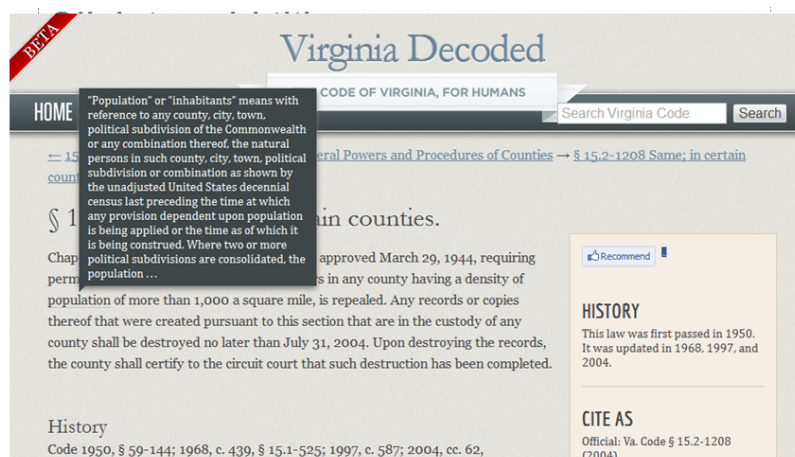 BETA
Virginia Decoded
CODE OF VIRGINIA, FOR HUMANS
HOME
Search Virginia Code
Search
"Population" or "inhabitants" means with
reference to any county, city, town,
political subdivision of the Commonwealth
or any combination thereof, the natural
persons in such county, city, town, political
subdivision or combination as shown by
the unadjusted United States decennial
census last preceding the time at which
any provision dependent upon population
is being applied or the time as of which it
is being construed. Where two or more
political subdivisions are consolidated, the
population ...
← 15 eral Powers and Procedures of Counties → § 15.2-1208 Same; in certain
count
§ 1 ain counties.
Chap approved March 29, 1944, requiring
perm s in any county having a density of
population of more than 1,000 a square mile, is repealed. Any records or copies
thereof that were created pursuant to this section that are in the custody of any
county shall be destroyed no later than July 31, 2004. Upon destroying the records,
the county shall certify to the circuit court that such destruction has been completed.
History
Code 1950, § 59-144; 1968, c. 439, § 15.1-525; 1997, c. 587; 2004, cc. 62,
Recommend
HISTORY
This law was first passed in 1950.
It was updated in 1968, 1997, and
2004.
CITE AS
Official: Va. Code § 15.2-1208
(2004)